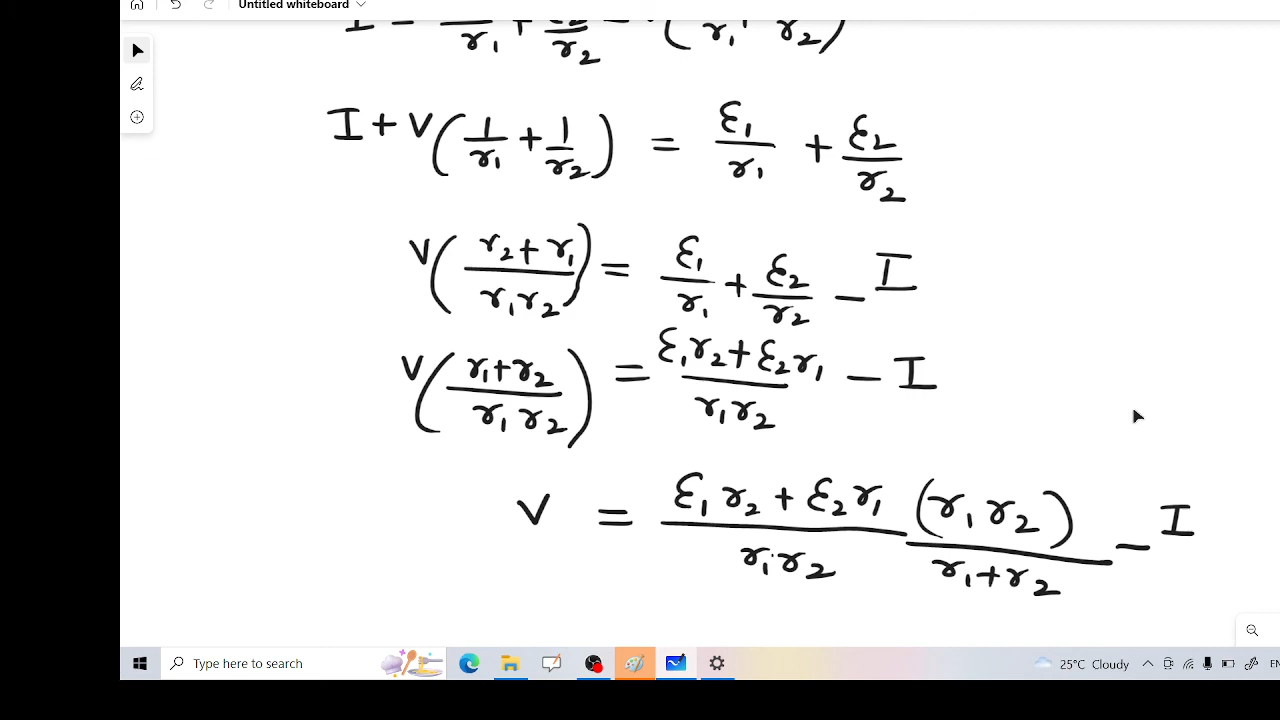 Untitled whiteboard
I + V(1/r₁ + 1/r₂) = ε₁/r₁ + ε₂/r₂
V((r₂+r₁)/(r₁r₂)) = ε₁/r₁ + ε₂/r₂ − I
V((r₁+r₂)/(r₁r₂)) = (ε₁r₂+ε₂r₁)/(r₁r₂) − I
V = (ε₁r₂ + ε₂r₁)/(r₁r₂) (r₁r₂)/(r₁+r₂) − I
Type here to search
23°C Cloudy